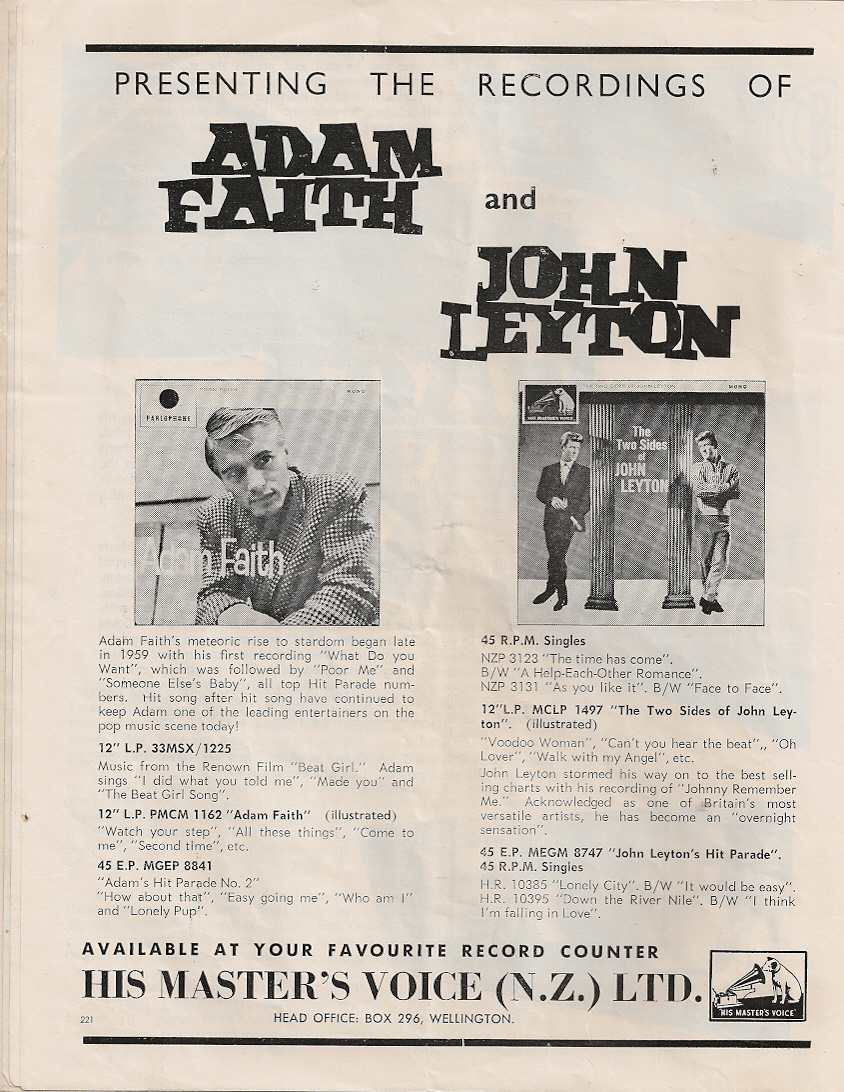 PRESENTING THE RECORDINGS OF
ADAM
FAITH
and
JOHN
LEYTON
PARLOPHONE
ADAM FAITH
MONO
Adam Faith
Adam Faith's meteoric rise to stardom began late
in 1959 with his first recording "What Do you
Want", which was followed by "Poor Me" and
"Someone Else's Baby", all top Hit Parade num-
bers. Hit song after hit song have continued to
keep Adam one of the leading entertainers on the
pop music scene today!
12" L.P. 33MSX/1225
Music from the Renown Film "Beat Girl." Adam
sings "I did what you told me", "Made you" and
"The Beat Girl Song".
12" L.P. PMCM 1162 "Adam Faith" (illustrated)
"Watch your step", "All these things", "Come to
me", "Second time", etc.
45 E.P. MGEP 8841
"Adam's Hit Parade No. 2"
"How about that", "Easy going me", "Who am I"
and "Lonely Pup".
HIS MASTER'S VOICE
THE TWO SIDES OF JOHN LEYTON
MONO
The
Two Sides
of
JOHN
LEYTON
45 R.P.M. Singles
NZP 3123 "The time has come".
B/W "A Help-Each-Other Romance".
NZP 3131 "As you like it". B/W "Face to Face".
12"L.P. MCLP 1497 "The Two Sides of John Ley-
ton". (illustrated)
"Voodoo Woman", "Can't you hear the beat",, "Oh
Lover", "Walk with my Angel", etc.
John Leyton stormed his way on to the best sell-
ing charts with his recording of "Johnny Remember
Me." Acknowledged as one of Britain's most
versatile artists, he has become an "overnight
sensation".
45 E.P. MEGM 8747 "John Leyton's Hit Parade".
45 R.P.M. Singles
H.R. 10385 "Lonely City". B/W "It would be easy".
H.R. 10395 "Down the River Nile". B/W "I think
I'm falling in Love".
AVAILABLE AT YOUR FAVOURITE RECORD COUNTER
HIS MASTER'S VOICE (N.Z.) LTD.
"HIS MASTER'S VOICE"
221
HEAD OFFICE: BOX 296, WELLINGTON.